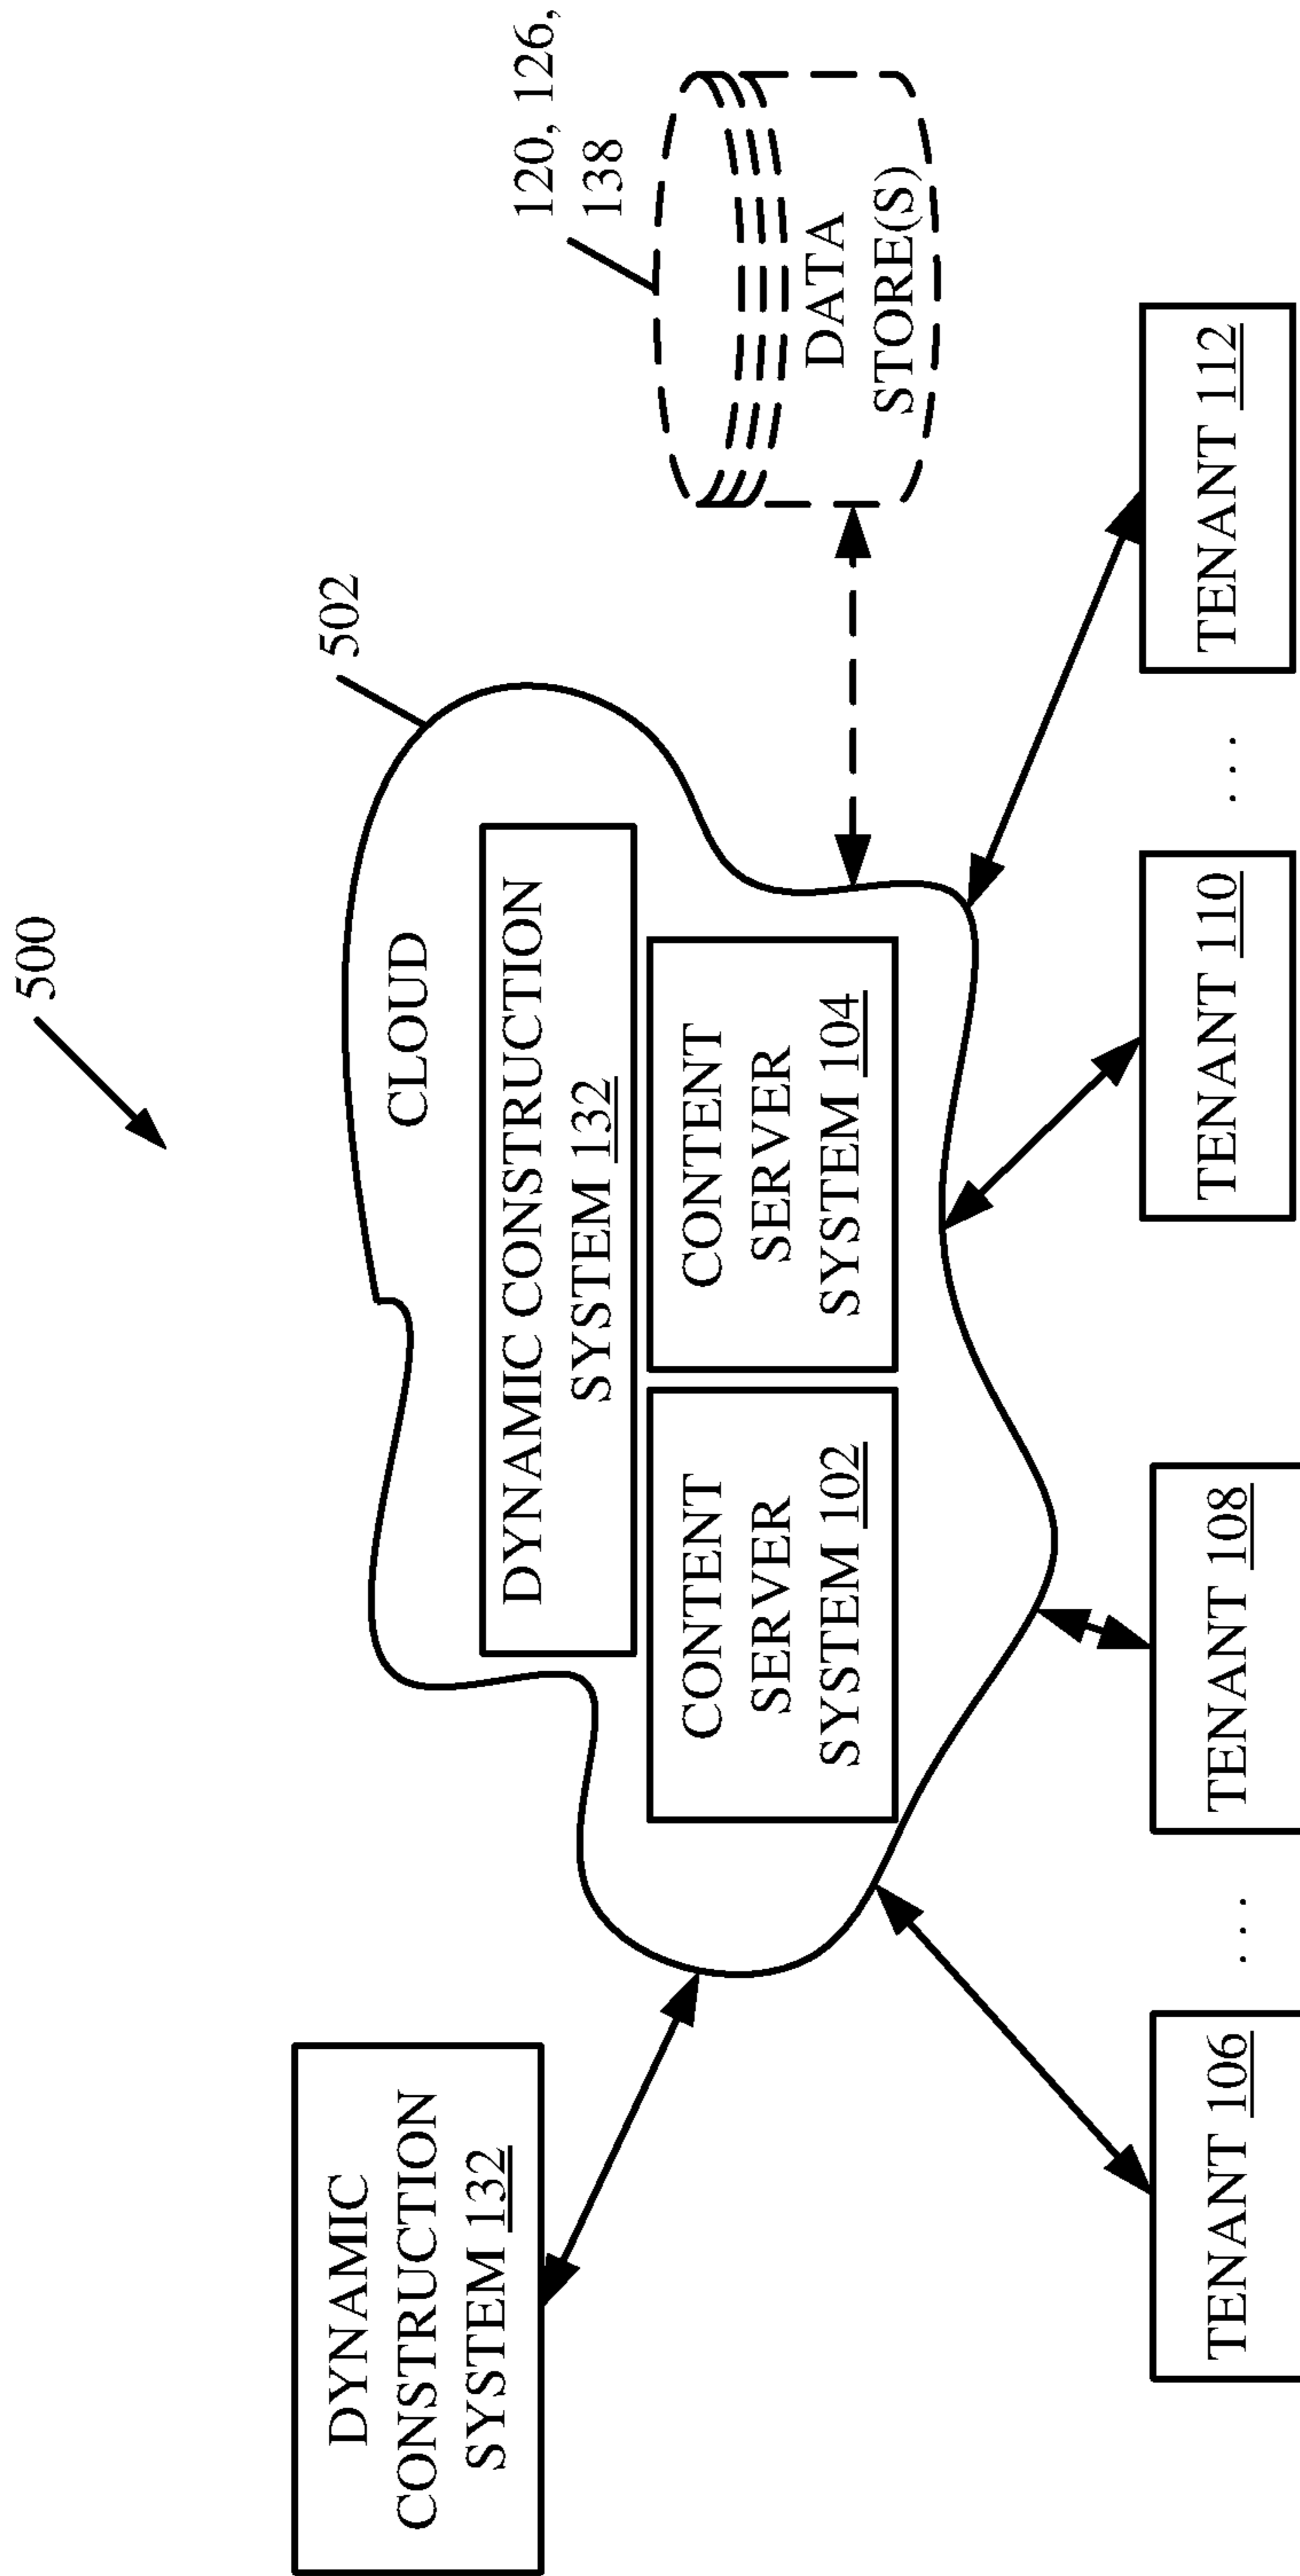 500
502
CLOUD
120, 126,
138
DYNAMIC
CONSTRUCTION
SYSTEM 132
DYNAMIC CONSTRUCTION
SYSTEM 132
CONTENT
SERVER
SYSTEM 102
CONTENT
SERVER
SYSTEM 104
DATA
STORE(S)
TENANT 106
. . .
TENANT 108
TENANT 110
. . .
TENANT 112